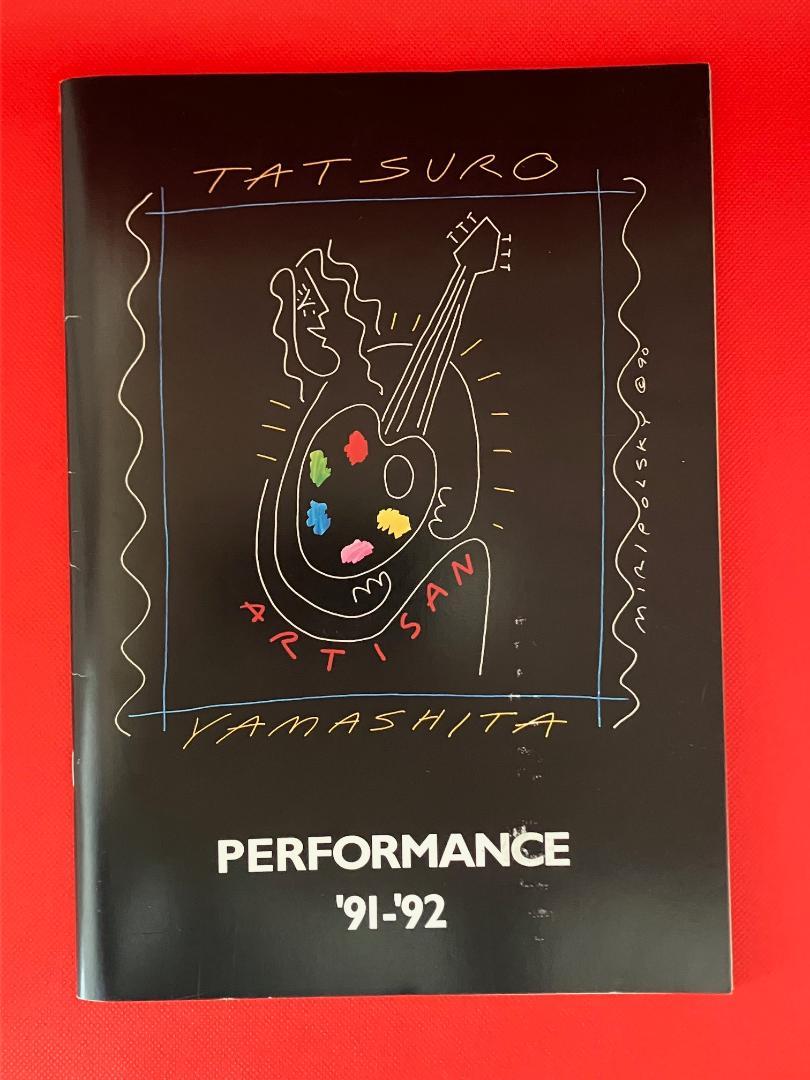 TATSURO
MIRIPOLSKY © 90
ARTISAN
YAMASHITA
PERFORMANCE
'91-'92